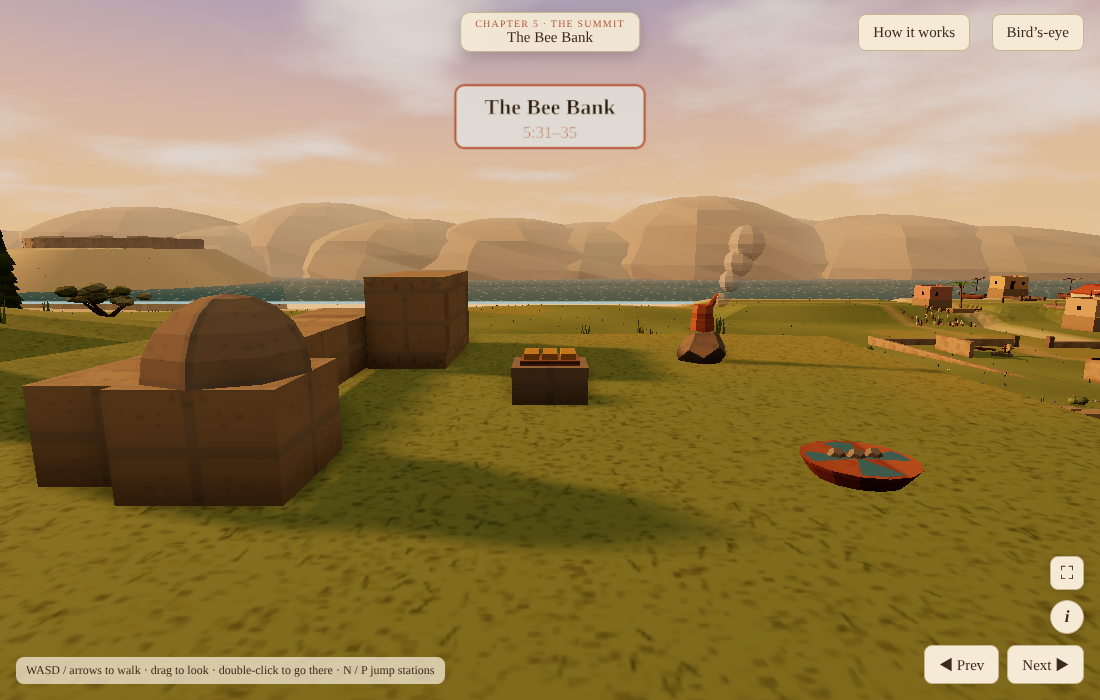 CHAPTER 5 · THE SUMMIT
The Bee Bank
How it works
Bird’s-eye
The Bee Bank
5:31–35
i
WASD / arrows to walk · drag to look · double-click to go there · N / P jump stations
◀ Prev
Next ▶